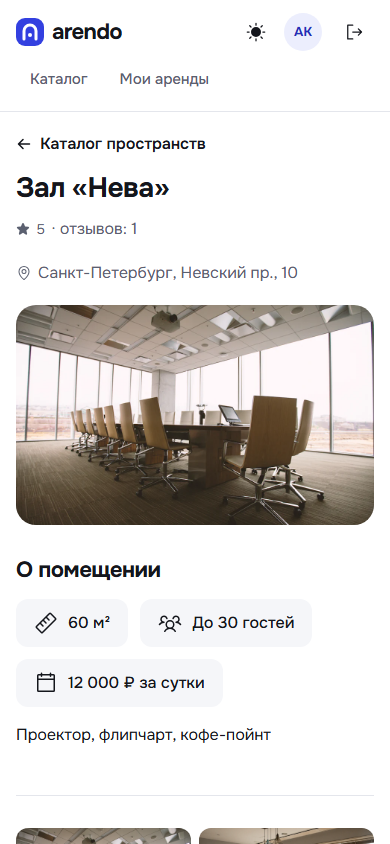 arendo
АК
Каталог
Мои аренды
Каталог пространств
Зал «Нева»
5 · отзывов: 1
Санкт-Петербург, Невский пр., 10
О помещении
60 м²
До 30 гостей
12 000 ₽ за сутки
Проектор, флипчарт, кофе-пойнт